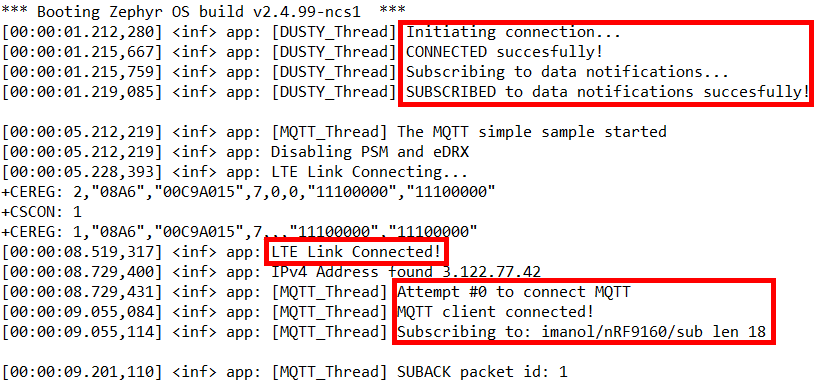 *** Booting Zephyr OS build v2.4.99-ncs1  ***
[00:00:01.212,280] <inf> app: [DUSTY_Thread] Initiating connection...
[00:00:01.215,667] <inf> app: [DUSTY_Thread] CONNECTED succesfully!
[00:00:01.215,759] <inf> app: [DUSTY_Thread] Subscribing to data notifications...
[00:00:01.219,085] <inf> app: [DUSTY_Thread] SUBSCRIBED to data notifications succesfully!
[00:00:05.212,219] <inf> app: [MQTT_Thread] The MQTT simple sample started
[00:00:05.212,219] <inf> app: Disabling PSM and eDRX
[00:00:05.228,393] <inf> app: LTE Link Connecting...
+CEREG: 2,"08A6","00C9A015",7,0,0,"11100000","11100000"
+CSCON: 1
+CEREG: 1,"08A6","00C9A015",7,,,"11100000","11100000"
[00:00:08.519,317] <inf> app: LTE Link Connected!
[00:00:08.729,400] <inf> app: IPv4 Address found 3.122.77.42
[00:00:08.729,431] <inf> app: [MQTT_Thread] Attempt #0 to connect MQTT
[00:00:09.055,084] <inf> app: [MQTT_Thread] MQTT client connected!
[00:00:09.055,114] <inf> app: [MQTT_Thread] Subscribing to: imanol/nRF9160/sub len 18
[00:00:09.201,110] <inf> app: [MQTT_Thread] SUBACK packet id: 1